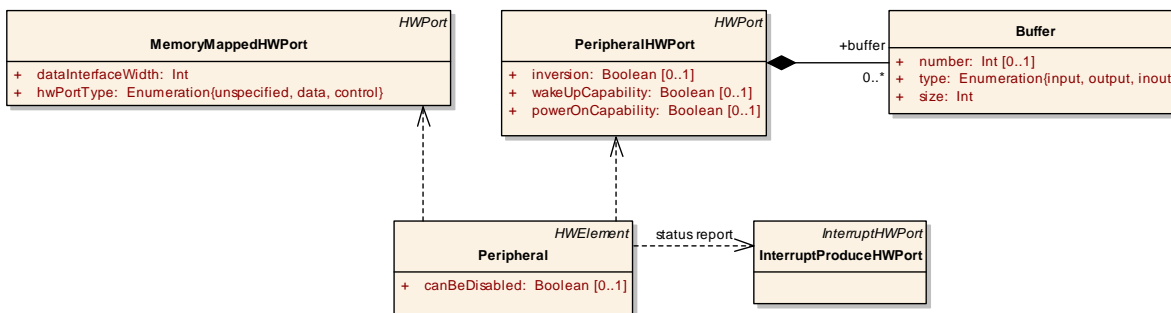 HWPort
MemoryMappedHWPort
+ dataInterfaceWidth: Int
+ hwPortType: Enumeration{unspecified, data, control}
HWPort
PeripheralHWPort
+ inversion: Boolean [0..1]
+ wakeUpCapability: Boolean [0..1]
+ powerOnCapability: Boolean [0..1]
+buffer
0..*
Buffer
+ number: Int [0..1]
+ type: Enumeration{input, output, inout
+ size: Int
HWElement
Peripheral
+ canBeDisabled: Boolean [0..1]
status report
InterruptHWPort
InterruptProduceHWPort